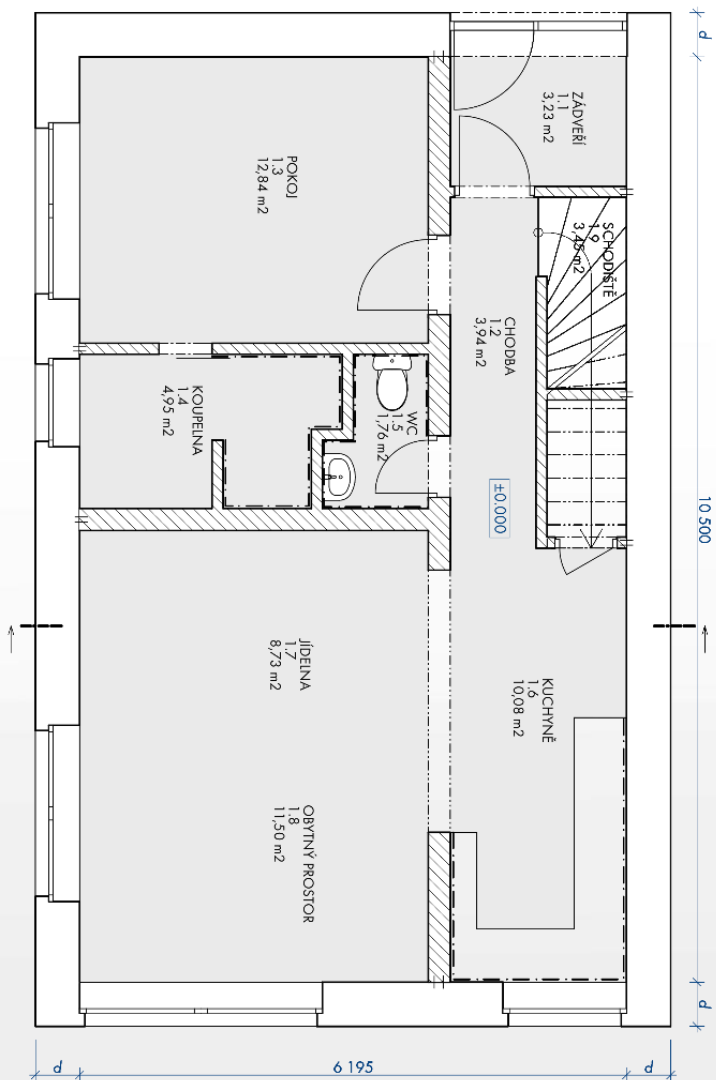 d
ZÁDVEŘÍ
1.1
3,23 m2
POKOJ
1.3
12,84 m2
SCHODIŠTĚ
1.9
3,45 m2
CHODBA
1.2
3,94 m2
KOUPELNA
1.4
4,95 m2
WC
1.5
1,76 m2
±0.000
10 500
JÍDELNA
1.7
8,73 m2
KUCHYNĚ
1.6
10,08 m2
OBYTNÝ PROSTOR
1.8
11,50 m2
d
d
6 195
d